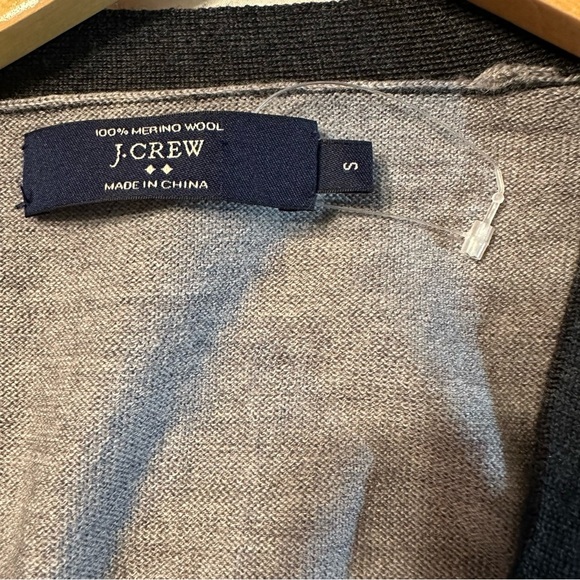 100% MERINO WOOL
J.CREW
MADE IN CHINA
S